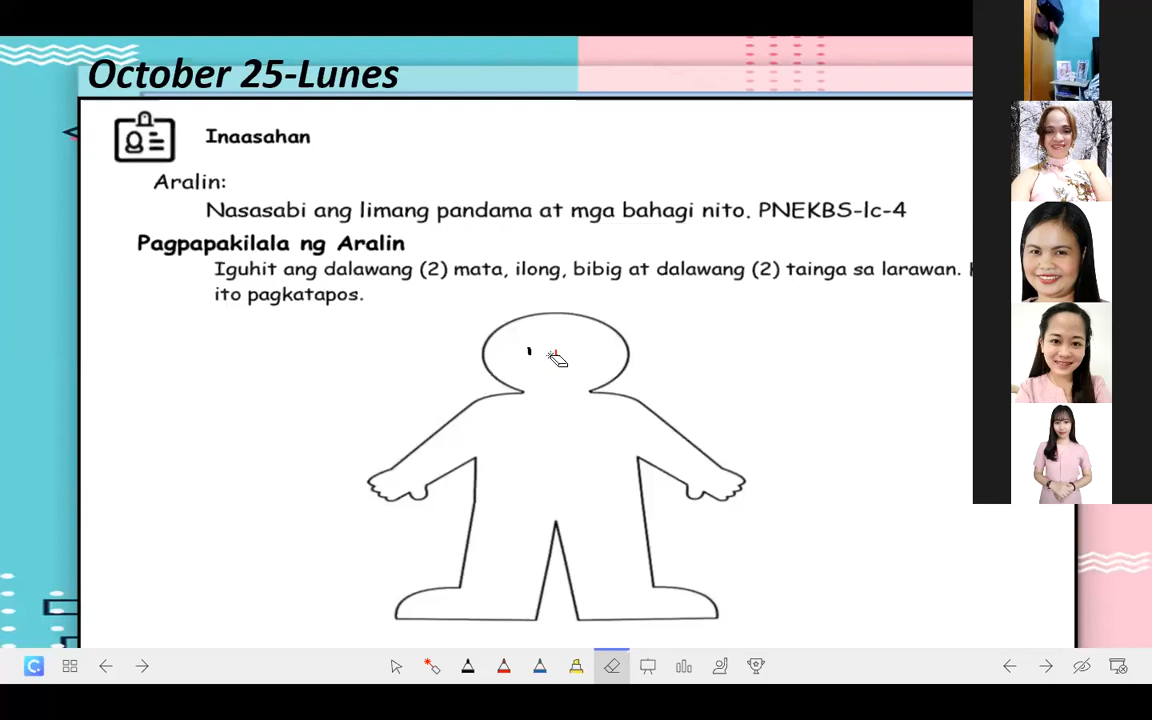 October 25-Lunes
Inaasahan
Aralin:
Nasasabi ang limang pandama at mga bahagi nito. PNEKBS-lc-4
Pagpapakilala ng Aralin
Iguhit ang dalawang (2) mata, ilong, bibig at dalawang (2) tainga sa larawan.
ito pagkatapos.